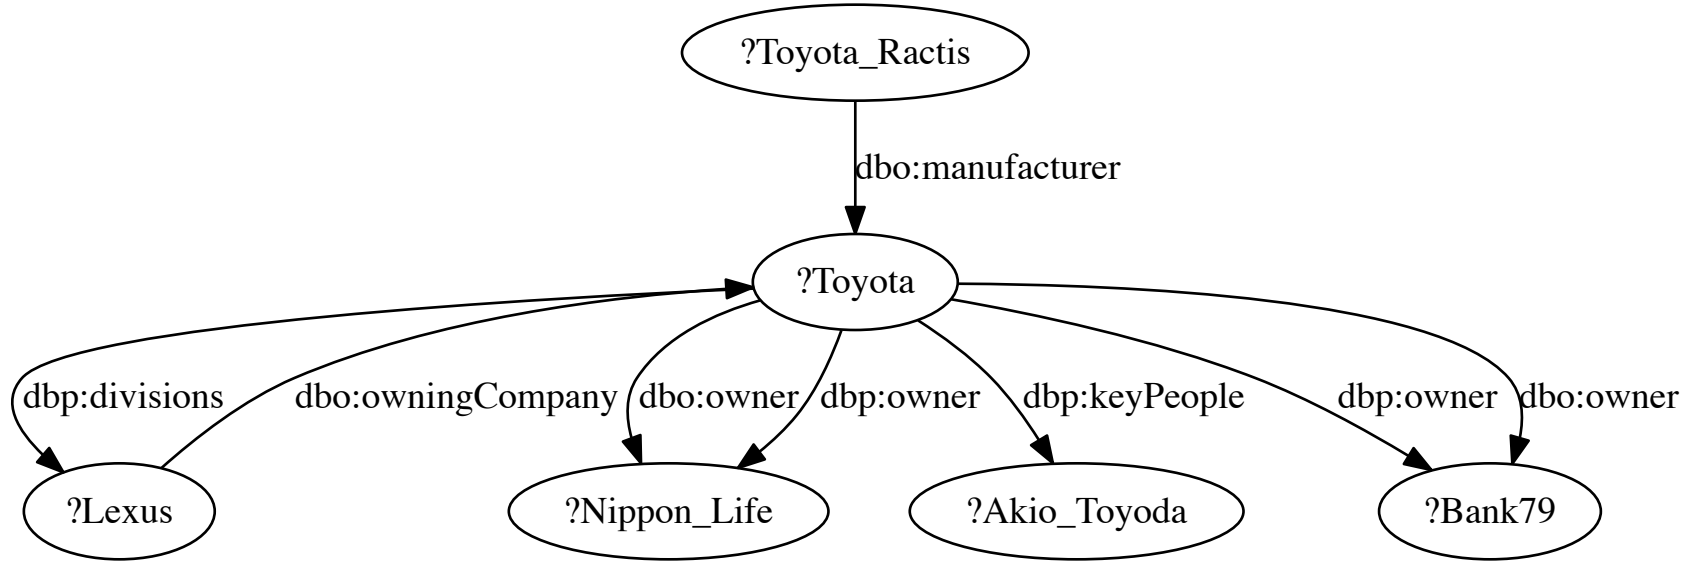 ?Toyota_Ractis
dbo:manufacturer
?Toyota
dbp:divisions
dbo:owningCompany
dbo:owner
dbp:owner
dbp:keyPeople
dbp:owner
dbo:owner
?Lexus
?Nippon_Life
?Akio_Toyoda
?Bank79